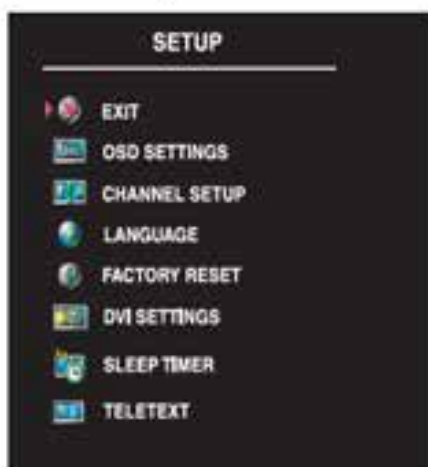 SETUP
EXIT
OSD SETTINGS
CHANNEL SETUP
LANGUAGE
FACTORY RESET
DVI SETTINGS
SLEEP TIMER
TELETEXT